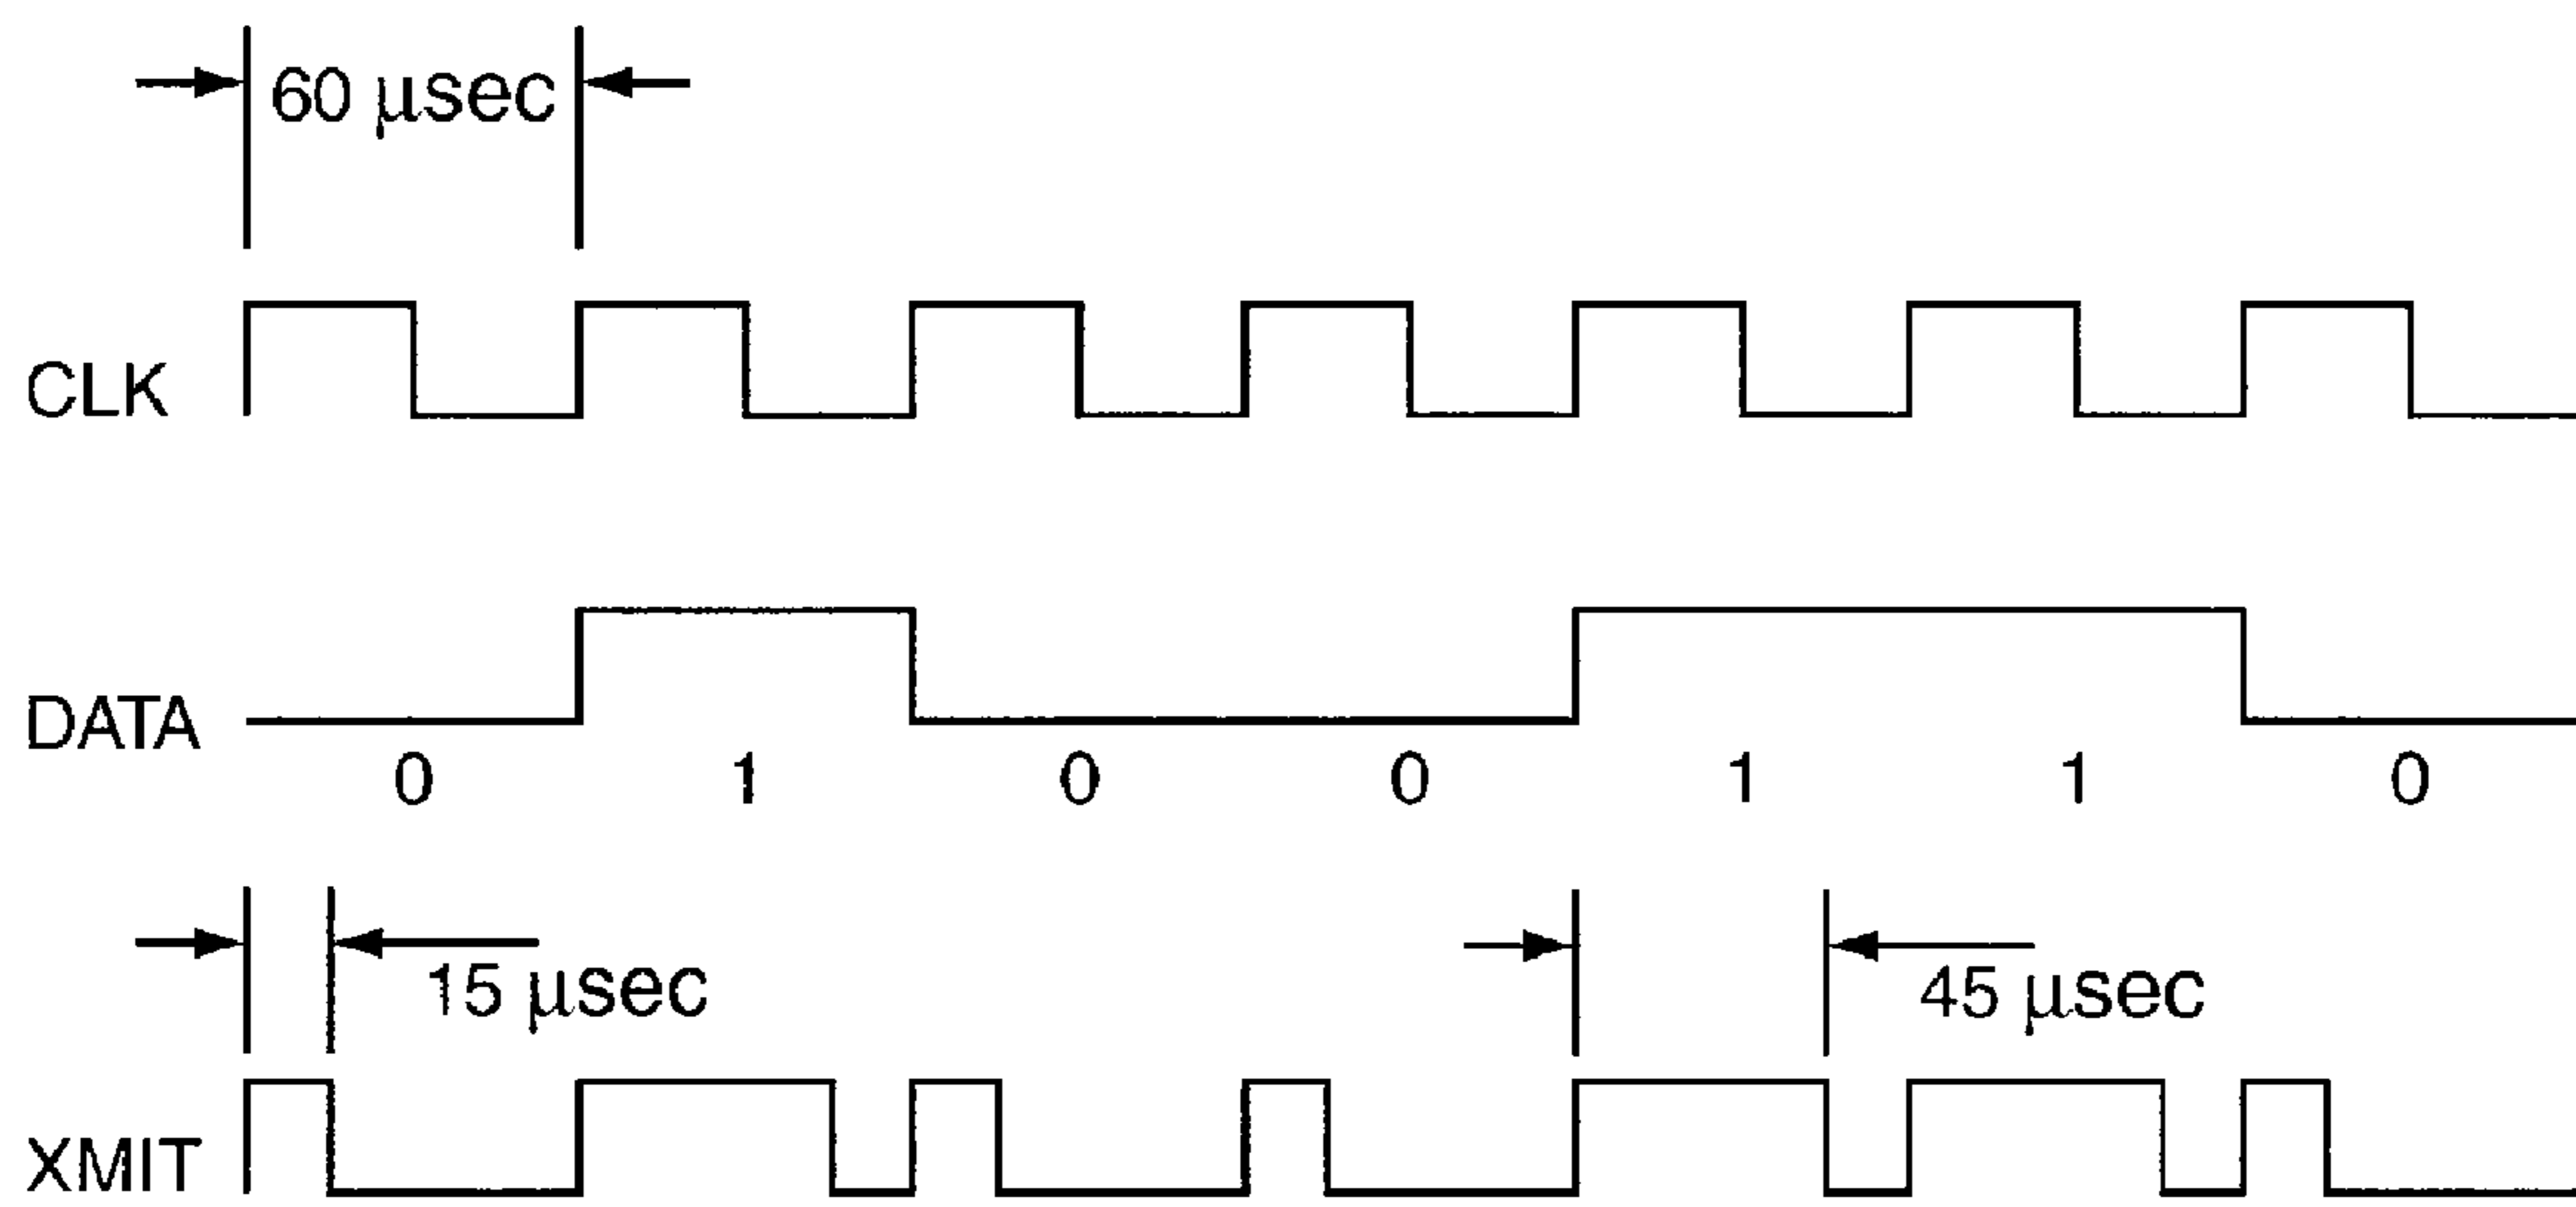 60 μsec
CLK
DATA
0 1 0 0 1 1 0
15 μsec 45 μsec
XMIT